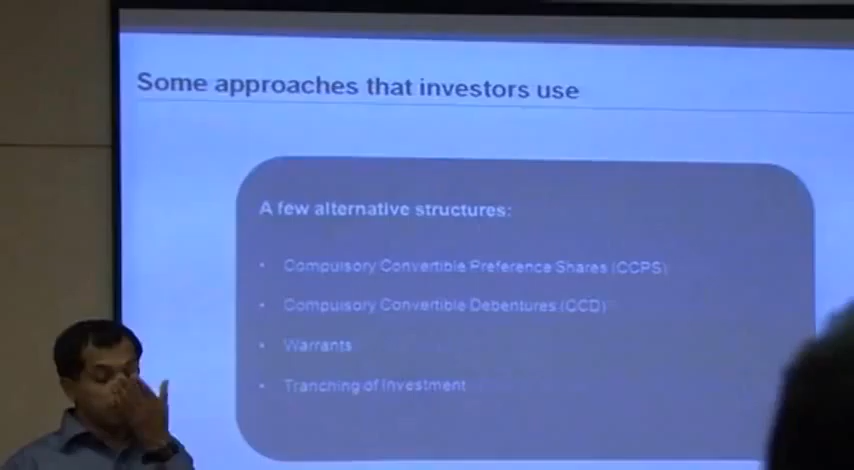 Some approaches that investors use
A few alternative structures:
• Compulsory Convertible Preference Shares (CCPS)
• Compulsory Convertible Debentures (CCD)
• Warrants
• Tranching of Investment